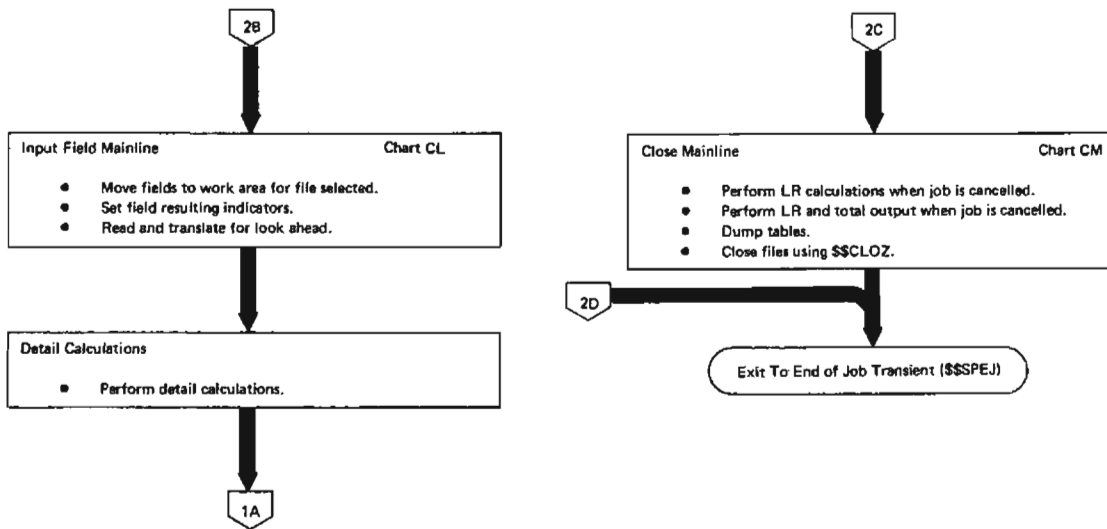 2B
Input Field Mainline Chart CL
● Move fields to work area for file selected.
● Set field resulting indicators.
● Read and translate for look ahead.
Detail Calculations
● Perform detail calculations.
1A
2C
Close Mainline Chart CM
● Perform LR calculations when job is cancelled.
● Perform LR and total output when job is cancelled.
● Dump tables.
● Close files using $$CLOZ.
2D
Exit To End of Job Transient ($$SPEJ)